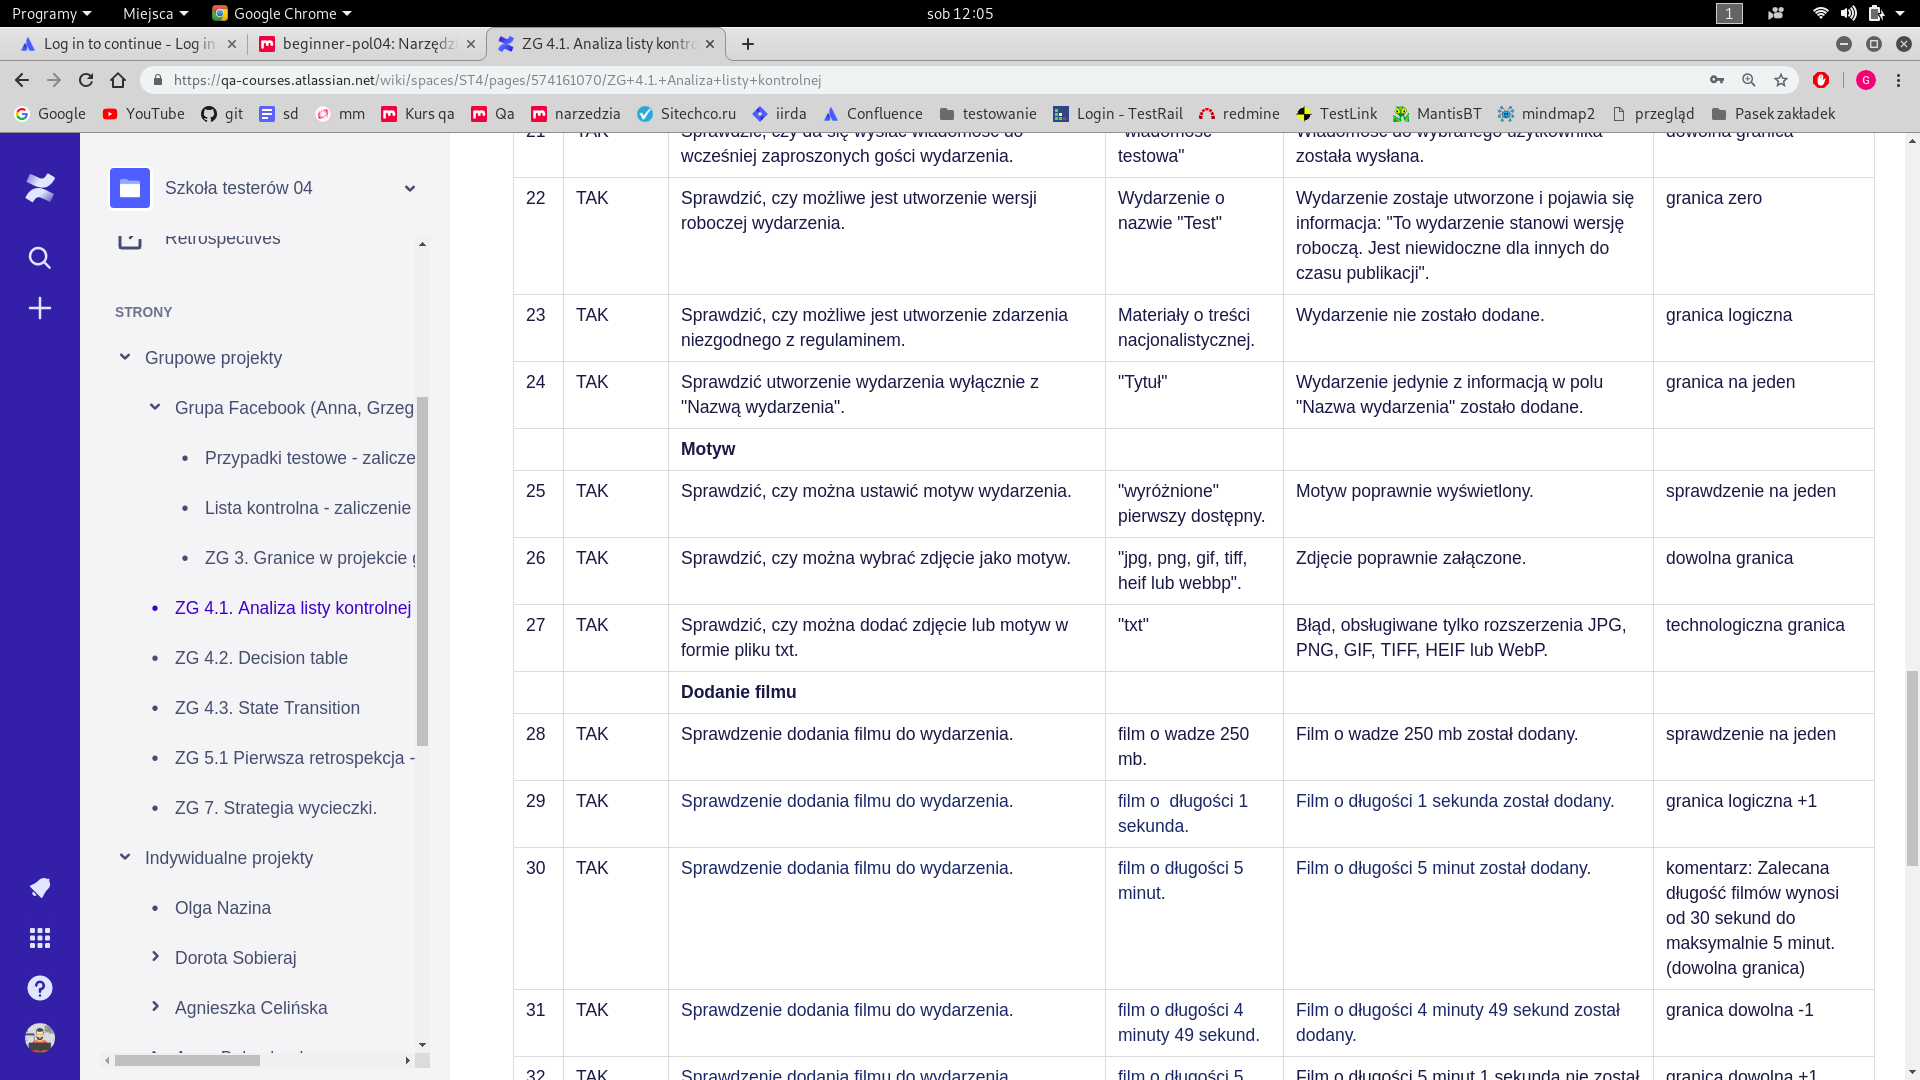 Programy Miejsca Google Chrome sob 12:05 1
Log in to continue - Log in beginner-pol04: Narzędzi ZG 4.1. Analiza listy kontro
https://qa-courses.atlassian.net/wiki/spaces/ST4/pages/574161070/ZG+4.1.+Analiza+listy+kontrolnej G
Google YouTube git sd mm Kurs qa Qa narzedzia Sitechco.ru iirda Confluence testowanie Login - TestRail redmine TestLink MantisBT mindmap2 przegląd Pasek zakładek
Szkoła testerów 04
Retrospectives
STRONY
Grupowe projekty
Grupa Facebook (Anna, Grzeg
Przypadki testowe - zalicze
Lista kontrolna - zaliczenie
ZG 3. Granice w projekcie g
ZG 4.1. Analiza listy kontrolnej
ZG 4.2. Decision table
ZG 4.3. State Transition
ZG 5.1 Pierwsza retrospekcja -
ZG 7. Strategia wycieczki.
Indywidualne projekty
Olga Nazina
Dorota Sobieraj
Agnieszka Celińska
21 TAK Sprawdzić, czy da się wysłać wiadomość do "wiadomość Wiadomość do wybranego użytkownika dowolna granica
wcześniej zaproszonych gości wydarzenia. testowa" została wysłana.
22 TAK Sprawdzić, czy możliwe jest utworzenie wersji Wydarzenie o Wydarzenie zostaje utworzone i pojawia się granica zero
roboczej wydarzenia. nazwie "Test" informacja: "To wydarzenie stanowi wersję
roboczą. Jest niewidoczne dla innych do
czasu publikacji".
23 TAK Sprawdzić, czy możliwe jest utworzenie zdarzenia Materiały o treści Wydarzenie nie zostało dodane. granica logiczna
niezgodnego z regulaminem. nacjonalistycznej.
24 TAK Sprawdzić utworzenie wydarzenia wyłącznie z "Tytuł" Wydarzenie jedynie z informacją w polu granica na jeden
"Nazwą wydarzenia". "Nazwa wydarzenia" zostało dodane.
Motyw
25 TAK Sprawdzić, czy można ustawić motyw wydarzenia. "wyróżnione" Motyw poprawnie wyświetlony. sprawdzenie na jeden
pierwszy dostępny.
26 TAK Sprawdzić, czy można wybrać zdjęcie jako motyw. "jpg, png, gif, tiff, Zdjęcie poprawnie załączone. dowolna granica
heif lub webbp".
27 TAK Sprawdzić, czy można dodać zdjęcie lub motyw w "txt" Błąd, obsługiwane tylko rozszerzenia JPG, technologiczna granica
formie pliku txt. PNG, GIF, TIFF, HEIF lub WebP.
Dodanie filmu
28 TAK Sprawdzenie dodania filmu do wydarzenia. film o wadze 250 Film o wadze 250 mb został dodany. sprawdzenie na jeden
mb.
29 TAK Sprawdzenie dodania filmu do wydarzenia. film o długości 1 Film o długości 1 sekunda został dodany. granica logiczna +1
sekunda.
30 TAK Sprawdzenie dodania filmu do wydarzenia. film o długości 5 Film o długości 5 minut został dodany. komentarz: Zalecana
minut. długość filmów wynosi
od 30 sekund do
maksymalnie 5 minut.
(dowolna granica)
31 TAK Sprawdzenie dodania filmu do wydarzenia. film o długości 4 Film o długości 4 minuty 49 sekund został granica dowolna -1
minuty 49 sekund. dodany.
32 TAK Sprawdzenie dodania filmu do wydarzenia. film o długości 5 Film o długości 5 minut 1 sekunda nie został granica dowolna +1